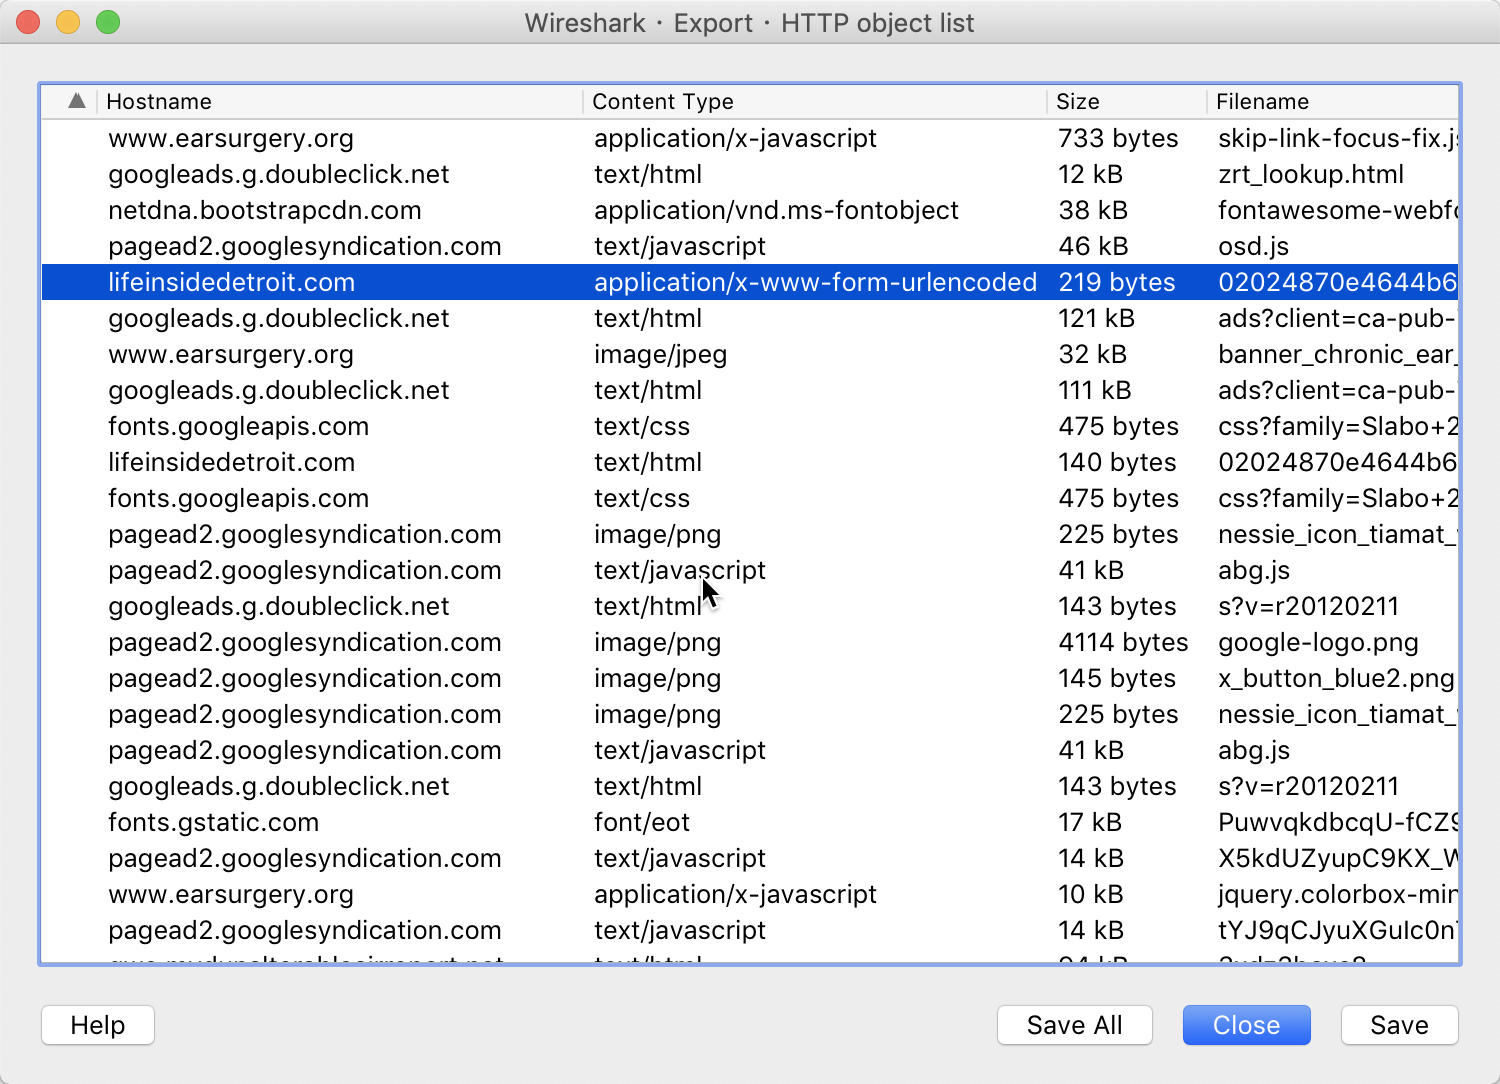 Wireshark · Export · HTTP object list
Hostname Content Type Size Filename
www.earsurgery.org application/x-javascript 733 bytes skip-link-focus-fix.js
googleads.g.doubleclick.net text/html 12 kB zrt_lookup.html
netdna.bootstrapcdn.com application/vnd.ms-fontobject 38 kB fontawesome-webfo
pagead2.googlesyndication.com text/javascript 46 kB osd.js
lifeinsidedetroit.com application/x-www-form-urlencoded 219 bytes 02024870e4644b6
googleads.g.doubleclick.net text/html 121 kB ads?client=ca-pub-
www.earsurgery.org image/jpeg 32 kB banner_chronic_ear_
googleads.g.doubleclick.net text/html 111 kB ads?client=ca-pub-
fonts.googleapis.com text/css 475 bytes css?family=Slabo+2
lifeinsidedetroit.com text/html 140 bytes 02024870e4644b6
fonts.googleapis.com text/css 475 bytes css?family=Slabo+2
pagead2.googlesyndication.com image/png 225 bytes nessie_icon_tiamat_
pagead2.googlesyndication.com text/javascript 41 kB abg.js
googleads.g.doubleclick.net text/html 143 bytes s?v=r20120211
pagead2.googlesyndication.com image/png 4114 bytes google-logo.png
pagead2.googlesyndication.com image/png 145 bytes x_button_blue2.png
pagead2.googlesyndication.com image/png 225 bytes nessie_icon_tiamat_
pagead2.googlesyndication.com text/javascript 41 kB abg.js
googleads.g.doubleclick.net text/html 143 bytes s?v=r20120211
fonts.gstatic.com font/eot 17 kB PuwvqkdbcqU-fCZ9
pagead2.googlesyndication.com text/javascript 14 kB X5kdUZyupC9KX_W
www.earsurgery.org application/x-javascript 10 kB jquery.colorbox-min
pagead2.googlesyndication.com text/javascript 14 kB tYJ9qCJyuXGuIc0n
text/html 94 kB
Help Save All Close Save